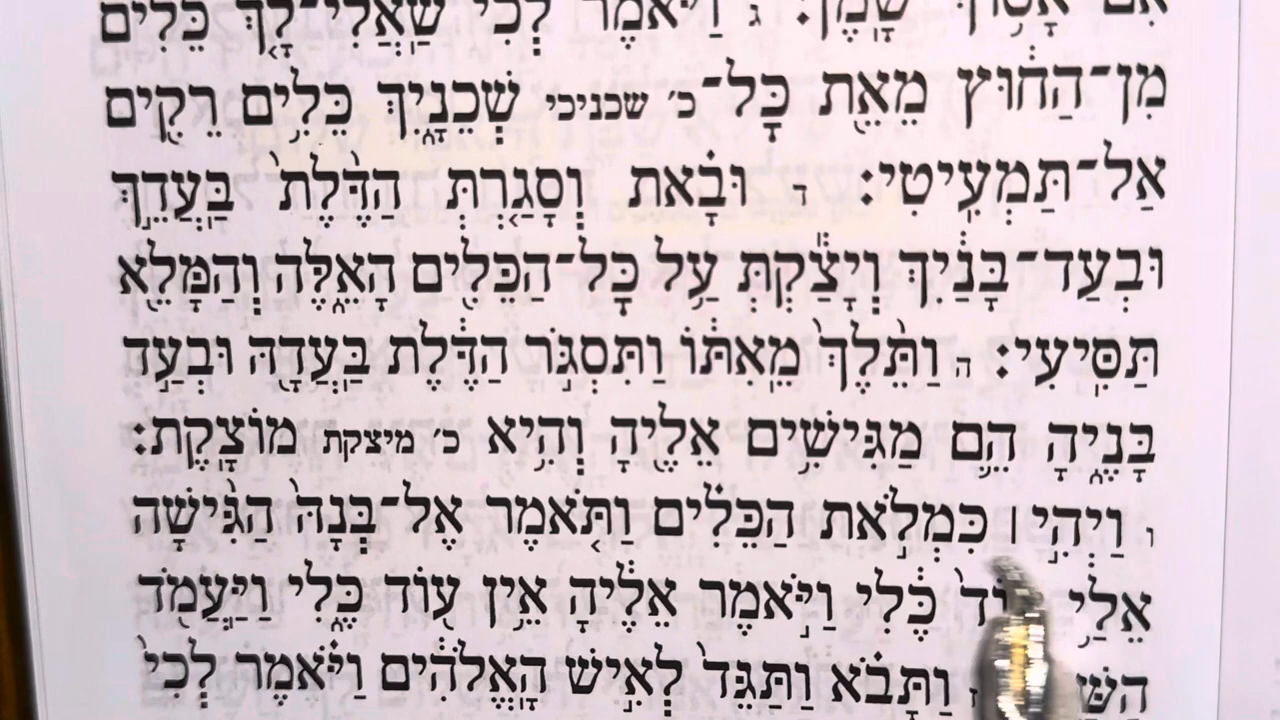 אִם אָסוּךְ שָׁמֶן׃ ג וַיֹּאמֶר לְכִי שַׁאֲלִי־לָךְ כֵּלִים
מִן־הַחוּץ מֵאֵת כׇּל־ כ׳ שכניכי שְׁכֵנָיִךְ כֵּלִים רֵקִים
אַל־תַּמְעִיטִי׃ ד וּבָאת וְסָגַרְתְּ הַדֶּלֶת בַּעֲדֵךְ
וּבְעַד־בָּנַיִךְ וְיָצַקְתְּ עַל כׇּל־הַכֵּלִים הָאֵלֶּה וְהַמָּלֵא
תַּסִּיעִי׃ ה וַתֵּלֶךְ מֵאִתּוֹ וַתִּסְגֹּר הַדֶּלֶת בַּעֲדָהּ וּבְעַד
בָּנֶיהָ הֵם מַגִּישִׁים אֵלֶיהָ וְהִיא כ׳ מיצקת מוֹצָקֶת׃
ו וַיְהִי ׀ כִּמְלֹאת הַכֵּלִים וַתֹּאמֶר אֶל־בְּנָהּ הַגִּישָׁה
אֵלַי כֶּלִי וַיֹּאמֶר אֵלֶיהָ אֵין עוֹד כֶּלִי וַיַּעֲמֹד
וַתָּבֹא וַתַּגֵּד לְאִישׁ הָאֱלֹהִים וַיֹּאמֶר לְכִי